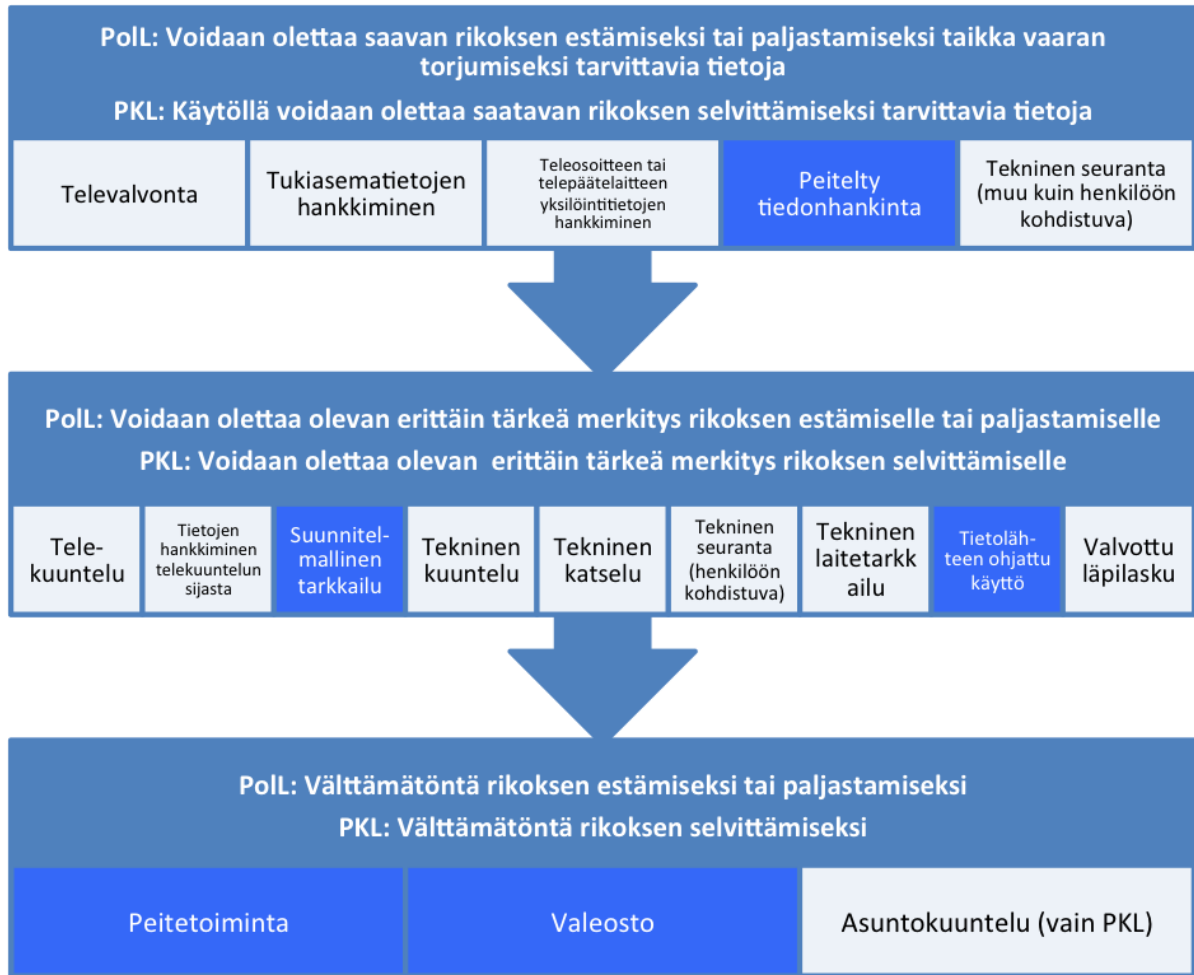 PolL: Voidaan olettaa saavan rikoksen estämiseksi tai paljastamiseksi taikka vaaran
torjumiseksi tarvittavia tietoja
PKL: Käytöllä voidaan olettaa saatavan rikoksen selvittämiseksi tarvittavia tietoja
Televalvonta
Tukiasematietojen
hankkiminen
Teleosoitteen tai
telepäätelaitteen
yksilöintitietojen
hankkiminen
Peitelty
tiedonhankinta
Tekninen seuranta
(muu kuin henkilöön
kohdistuva)
PolL: Voidaan olettaa olevan erittäin tärkeä merkitys rikoksen estämiselle tai paljastamiselle
PKL: Voidaan olettaa olevan erittäin tärkeä merkitys rikoksen selvittämiselle
Tele-
kuuntelu
Tietojen
hankkiminen
telekuuntelun
sijasta
Suunnitel-
mallinen
tarkkailu
Tekninen
kuuntelu
Tekninen
katselu
Tekninen
seuranta
(henkilöön
kohdistuva)
Tekninen
laitetarkk
ailu
Tietoläh-
teen ohjattu
käyttö
Valvottu
läpilasku
PolL: Välttämätöntä rikoksen estämiseksi tai paljastamiseksi
PKL: Välttämätöntä rikoksen selvittämiseksi
Peitetoiminta
Valeosto
Asuntokuuntelu (vain PKL)